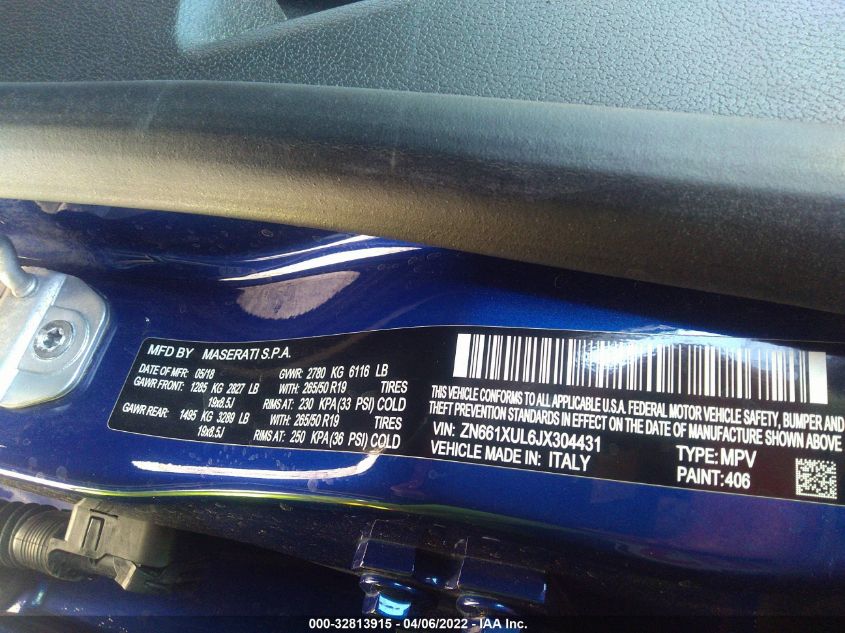 MFD BY MASERATI S.P.A.
DATE OF MFR: 05/18 GVWR: 2780 KG 6116 LB
GAWR FRONT: 1285 KG 2827 LB WITH: 265/50 R19 TIRES
19x8.5J RIMS AT: 230 KPA(33 PSI) COLD
GAWR REAR: 1495 KG 3289 LB WITH: 265/50 R19 TIRES
19x8.5J RIMS AT: 250 KPA(36 PSI) COLD
THIS VEHICLE CONFORMS TO ALL APPLICABLE U.S.A. FEDERAL MOTOR VEHICLE SAFETY, BUMPER AND
THEFT PREVENTION STANDARDS IN EFFECT ON THE DATE OF MANUFACTURE SHOWN ABOVE
VIN: ZN661XUL6JX304431 TYPE: MPV
VEHICLE MADE IN: ITALY PAINT: 406
000-32813915 - 04/06/2022 - IAA Inc.